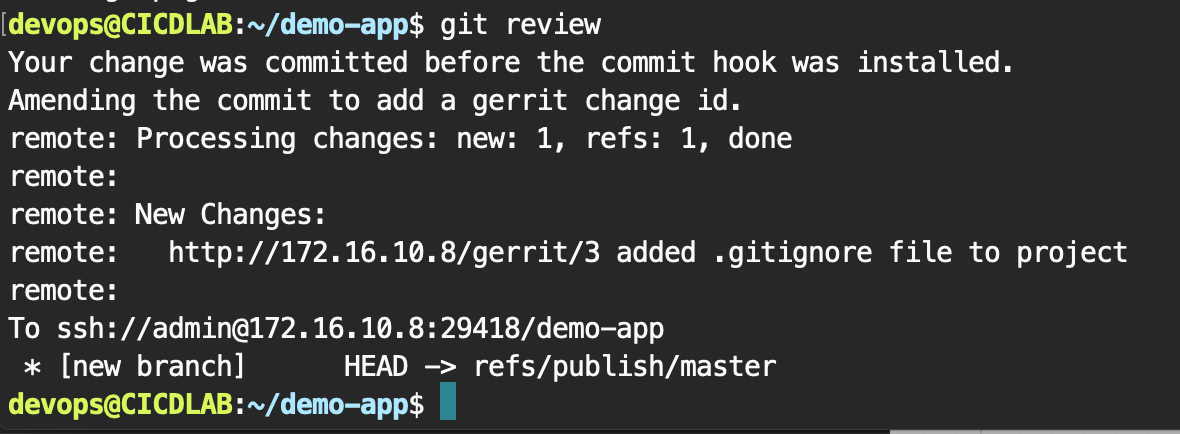 devops@CICDLAB:~/demo-app$ git review
Your change was committed before the commit hook was installed.
Amending the commit to add a gerrit change id.
remote: Processing changes: new: 1, refs: 1, done
remote:
remote: New Changes:
remote:   http://172.16.10.8/gerrit/3 added .gitignore file to project
remote:
To ssh://admin@172.16.10.8:29418/demo-app
 * [new branch]      HEAD -> refs/publish/master
devops@CICDLAB:~/demo-app$